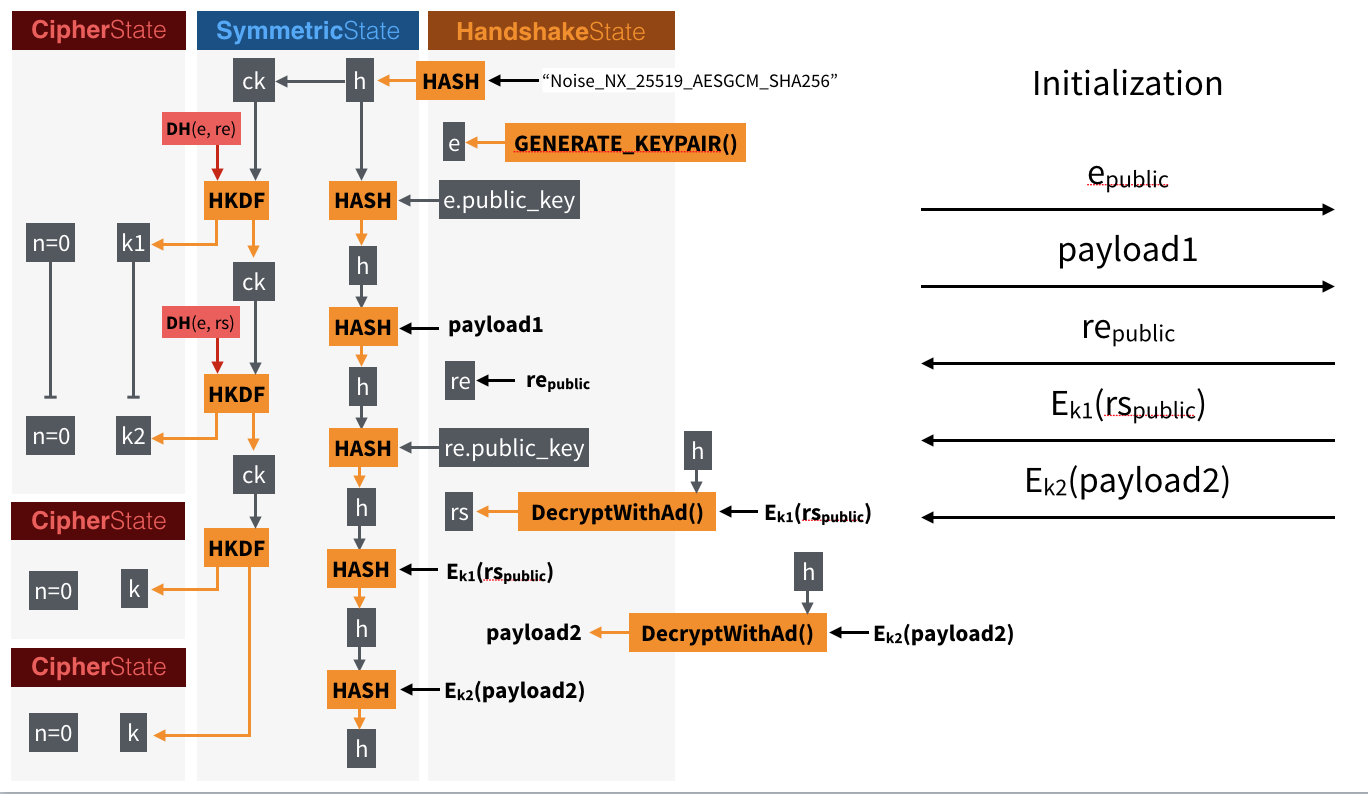 CipherState
SymmetricState
HandshakeState
ck
h
HASH
“Noise_NX_25519_AESGCM_SHA256”
Initialization
DH(e, re)
e
GENERATE_KEYPAIR()
epublic
HKDF
HASH
e.public_key
n=0
k1
h
payload1
ck
DH(e, rs)
HASH
payload1
republic
h
re
republic
HKDF
Ek1(rspublic)
n=0
k2
HASH
re.public_key
h
ck
Ek2(payload2)
h
rs
DecryptWithAd()
Ek1(rspublic)
CipherState
HKDF
HASH
Ek1(rspublic)
h
n=0
k
h
payload2
DecryptWithAd()
Ek2(payload2)
CipherState
HASH
Ek2(payload2)
n=0
k
h